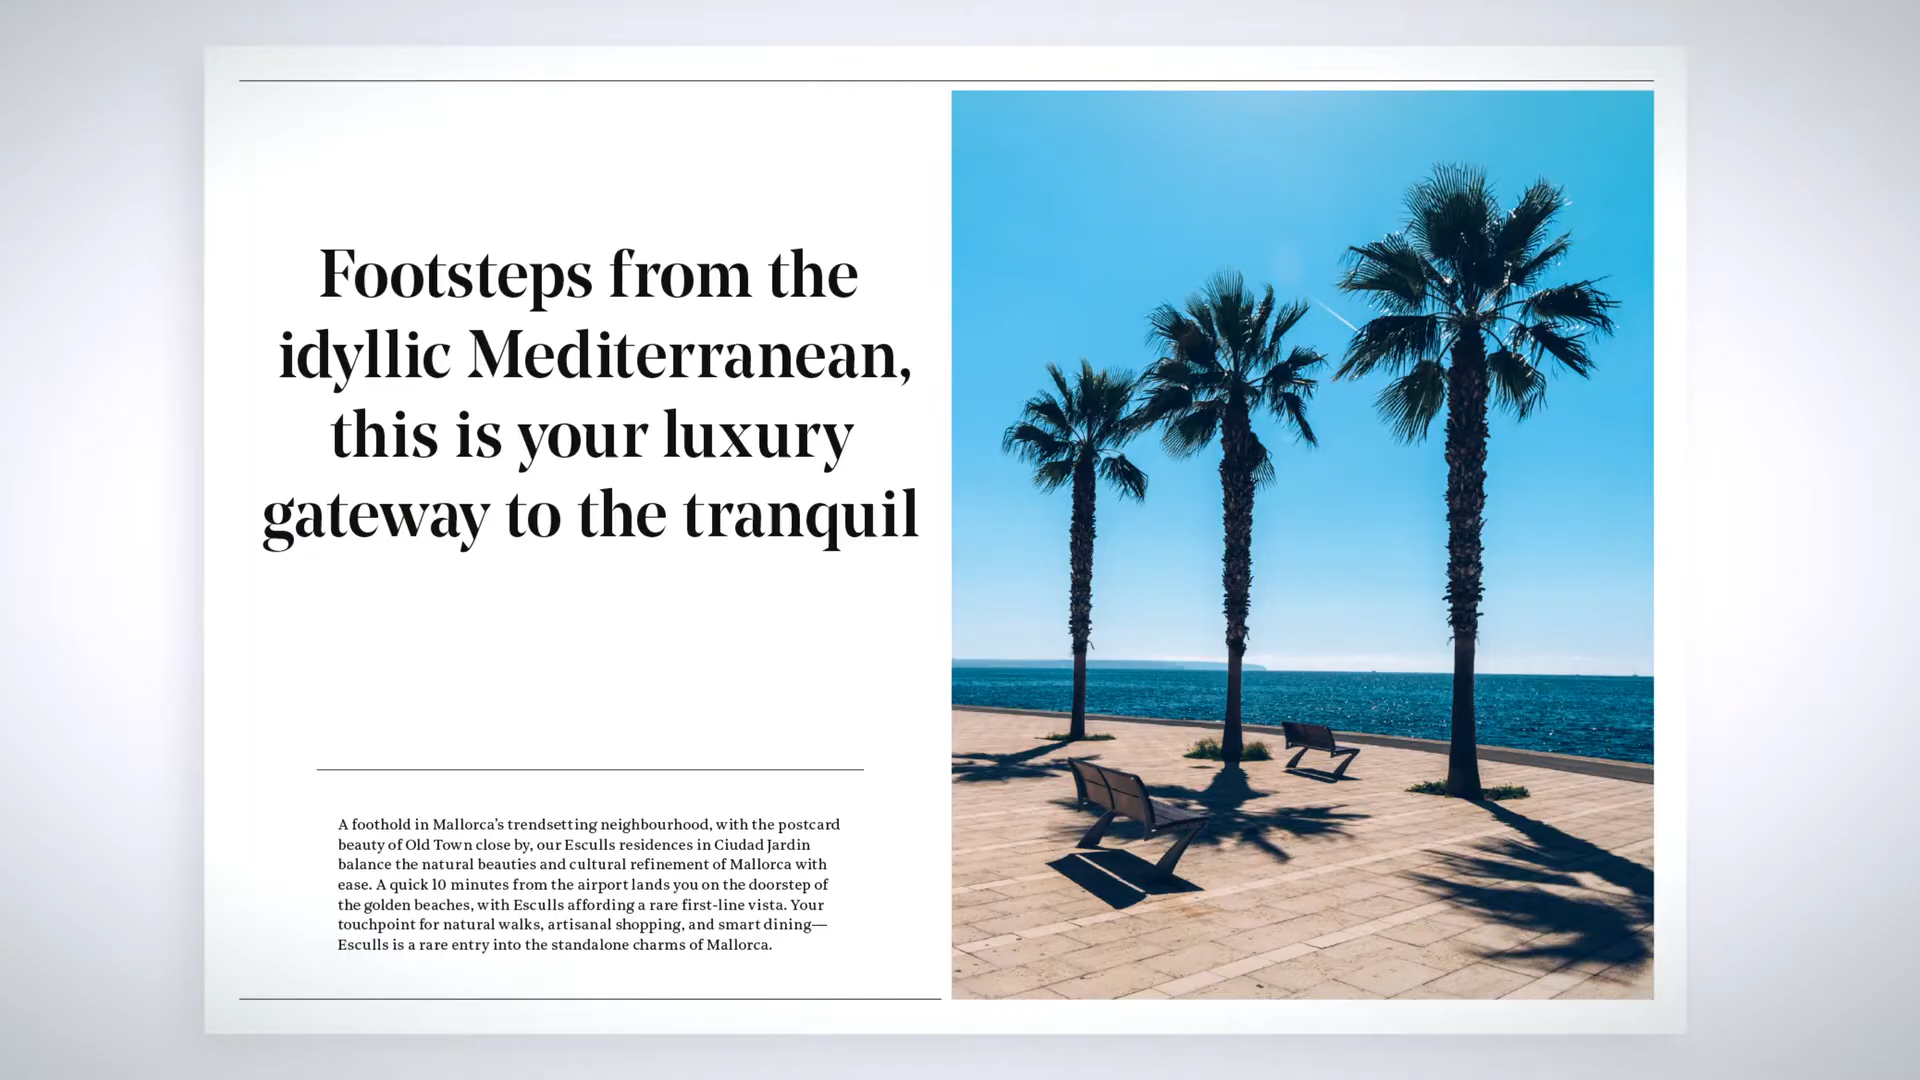 Footsteps from the
idyllic Mediterranean,
this is your luxury
gateway to the tranquil
A foothold in Mallorca’s trendsetting neighbourhood, with the postcard
beauty of Old Town close by, our Esculls residences in Ciudad Jardin
balance the natural beauties and cultural refinement of Mallorca with
ease. A quick 10 minutes from the airport lands you on the doorstep of
the golden beaches, with Esculls affording a rare first-line vista. Your
touchpoint for natural walks, artisanal shopping, and smart dining—
Esculls is a rare entry into the standalone charms of Mallorca.